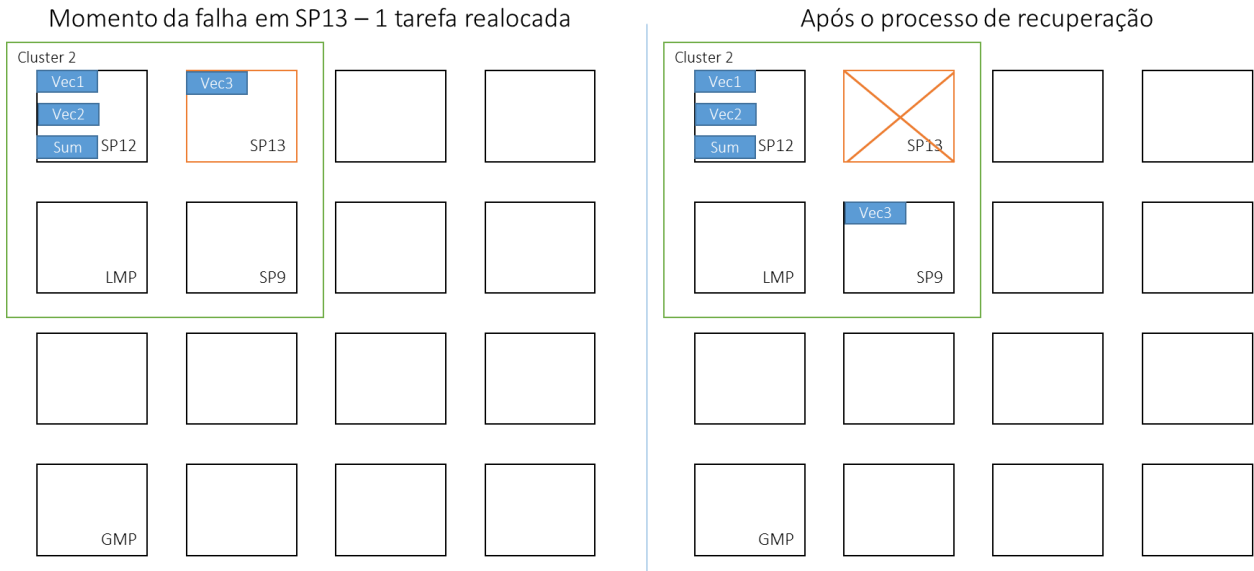 Momento da falha em SP13 – 1 tarefa realocada
Cluster 2
Vec1
Vec2
Sum
SP12
Vec3
SP13
LMP
SP9
GMP
Após o processo de recuperação
Cluster 2
Vec1
Vec2
Sum
SP12
SP13
LMP
Vec3
SP9
GMP